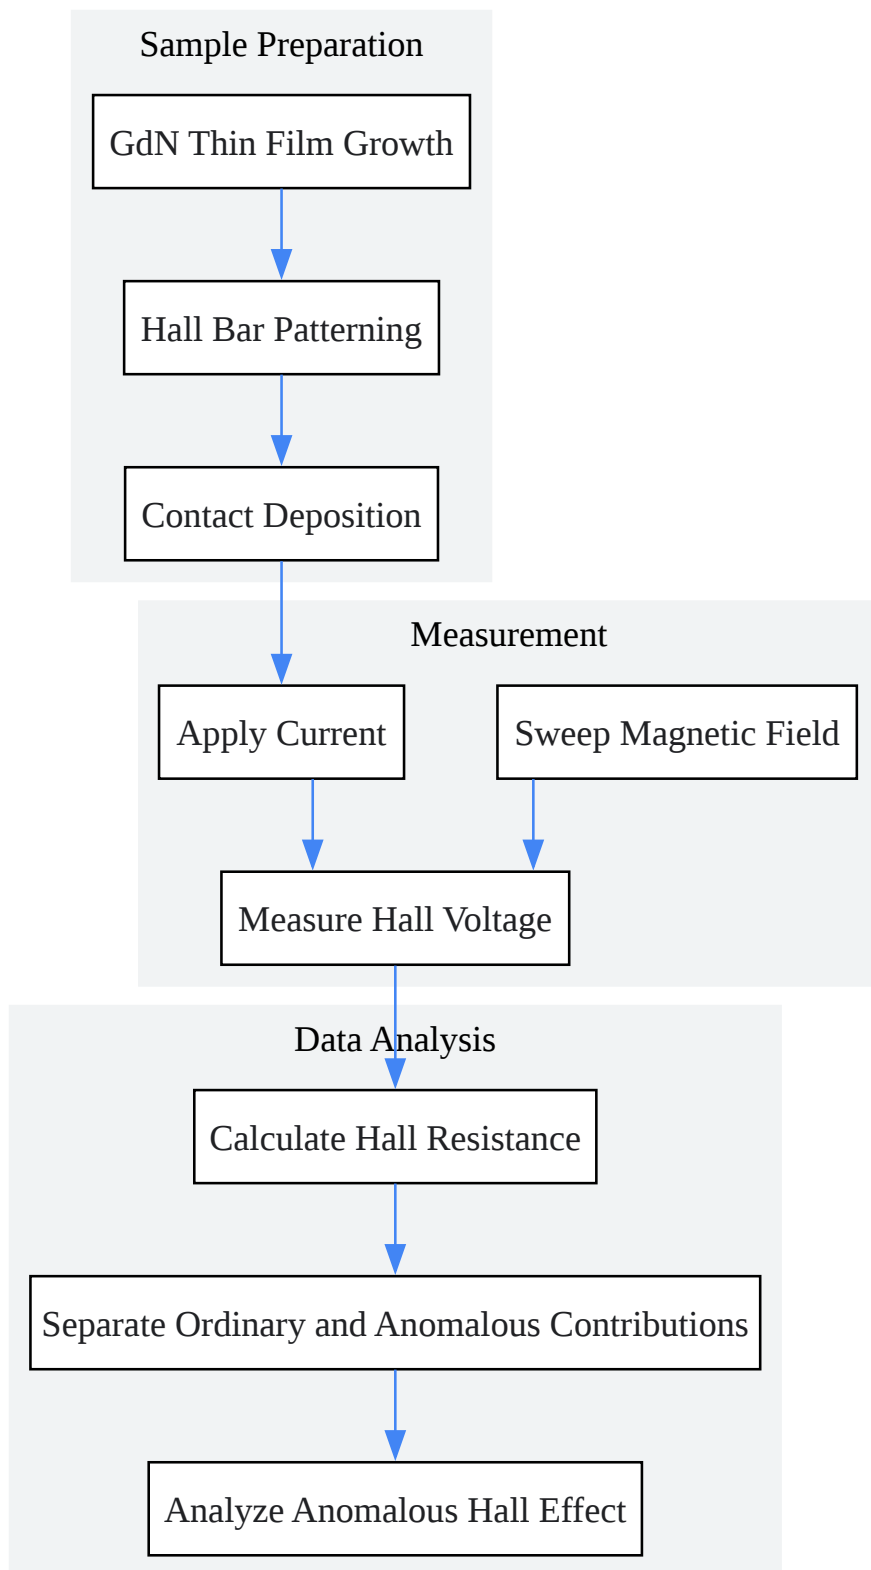 Sample Preparation
GdN Thin Film Growth
Hall Bar Patterning
Contact Deposition
Measurement
Apply Current
Sweep Magnetic Field
Measure Hall Voltage
Data Analysis
Calculate Hall Resistance
Separate Ordinary and Anomalous Contributions
Analyze Anomalous Hall Effect